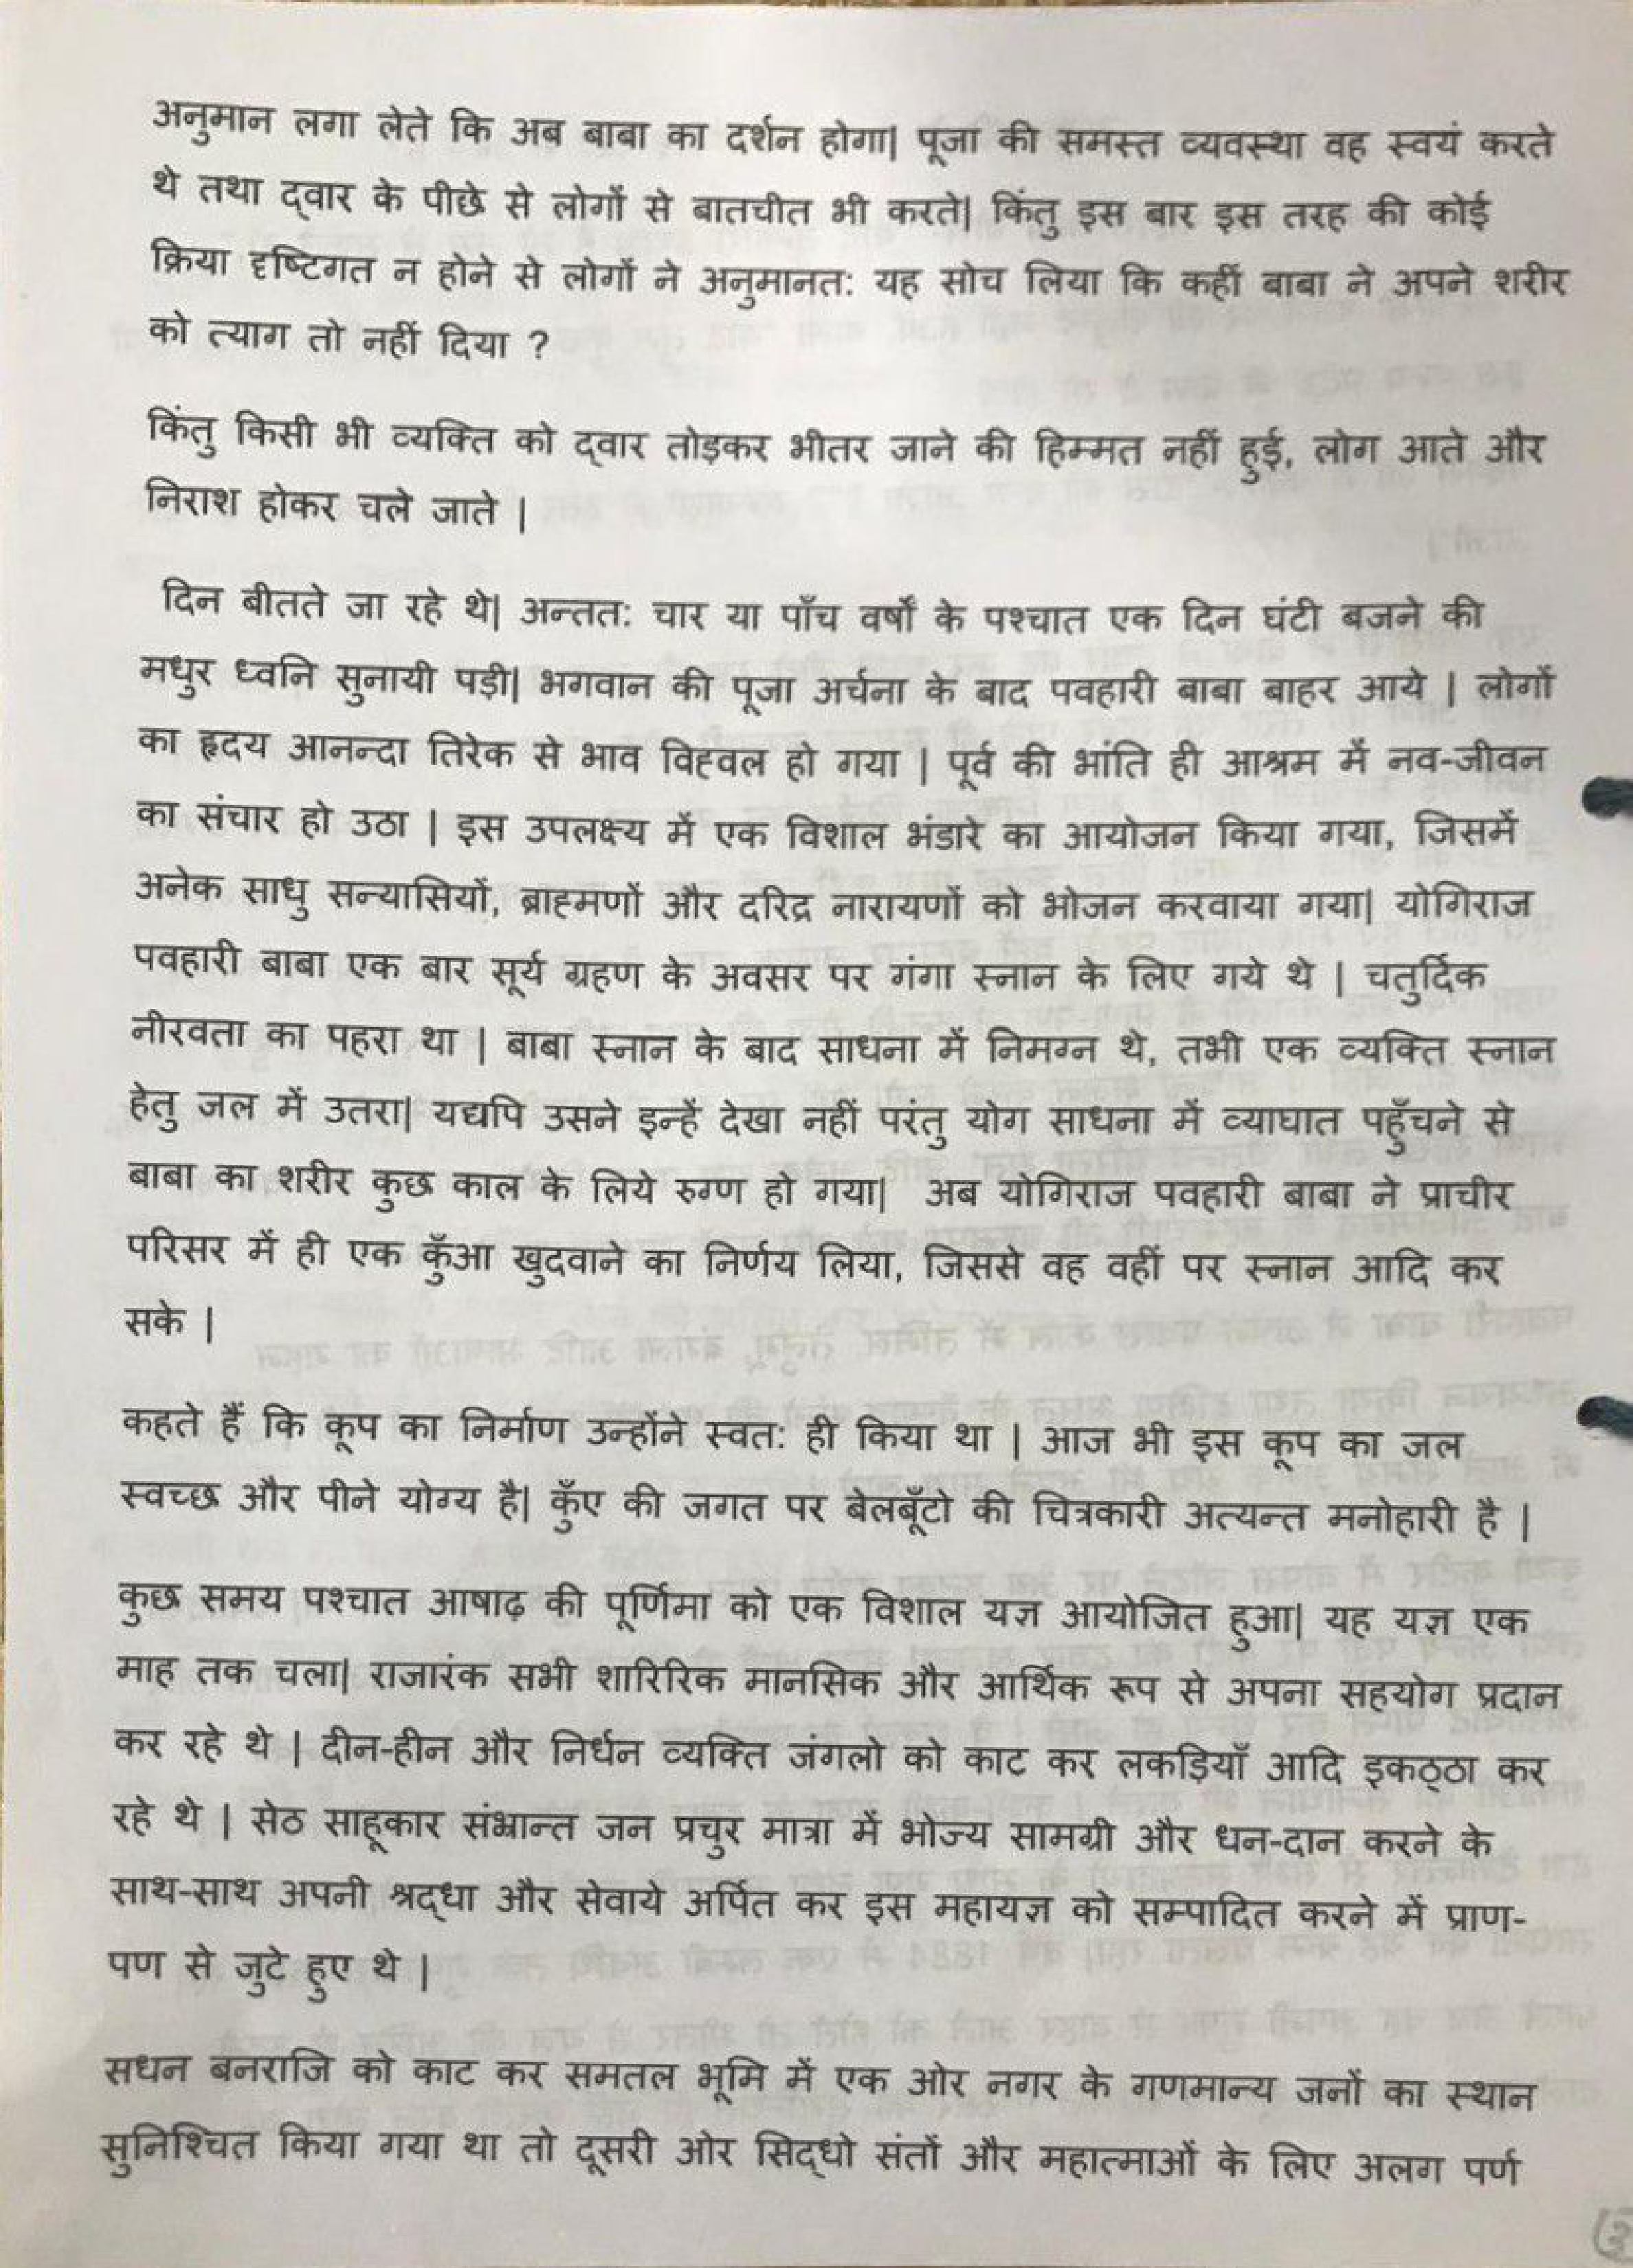 अनुमान लगा लेते कि अब बाबा का दर्शन होगा| पूजा की समस्त व्यवस्था वह स्वयं करते
थे तथा द्वार के पीछे से लोगों से बातचीत भी करते| किंतु इस बार इस तरह की कोई
क्रिया दृष्टिगत न होने से लोगों ने अनुमानत: यह सोच लिया कि कहीं बाबा ने अपने शरीर
को त्याग तो नहीं दिया ?
किंतु किसी भी व्यक्ति को द्वार तोड़कर भीतर जाने की हिम्मत नहीं हुई, लोग आते और
निराश होकर चले जाते |
दिन बीतते जा रहे थे| अन्तत: चार या पाँच वर्षों के पश्चात एक दिन घंटी बजने की
मधुर ध्वनि सुनायी पड़ी| भगवान की पूजा अर्चना के बाद पवहारी बाबा बाहर आये | लोगों
का हृदय आनन्दा तिरेक से भाव विह्वल हो गया | पूर्व की भांति ही आश्रम में नव-जीवन
का संचार हो उठा | इस उपलक्ष्य में एक विशाल भंडारे का आयोजन किया गया, जिसमें
अनेक साधु सन्यासियों, ब्राह्मणों और दरिद्र नारायणों को भोजन करवाया गया| योगिराज
पवहारी बाबा एक बार सूर्य ग्रहण के अवसर पर गंगा स्नान के लिए गये थे | चतुर्दिक
नीरवता का पहरा था | बाबा स्नान के बाद साधना में निमग्न थे, तभी एक व्यक्ति स्नान
हेतु जल में उतरा| यद्यपि उसने इन्हें देखा नहीं परंतु योग साधना में व्याघात पहुँचने से
बाबा का शरीर कुछ काल के लिये रुग्ण हो गया| अब योगिराज पवहारी बाबा ने प्राचीर
परिसर में ही एक कुँआ खुदवाने का निर्णय लिया, जिससे वह वहीं पर स्नान आदि कर
सके |
कहते हैं कि कूप का निर्माण उन्होंने स्वत: ही किया था | आज भी इस कूप का जल
स्वच्छ और पीने योग्य है| कुँए की जगत पर बेलबूँटो की चित्रकारी अत्यन्त मनोहारी है |
कुछ समय पश्चात आषाढ़ की पूर्णिमा को एक विशाल यज्ञ आयोजित हुआ| यह यज्ञ एक
माह तक चला| राजारंक सभी शारिरिक मानसिक और आर्थिक रूप से अपना सहयोग प्रदान
कर रहे थे | दीन-हीन और निर्धन व्यक्ति जंगलो को काट कर लकड़ियाँ आदि इकठ्ठा कर
रहे थे | सेठ साहूकार संभ्रान्त जन प्रचुर मात्रा में भोज्य सामग्री और धन-दान करने के
साथ-साथ अपनी श्रद्धा और सेवाये अर्पित कर इस महायज्ञ को सम्पादित करने में प्राण-
पण से जुटे हुए थे |
सधन बनराजि को काट कर समतल भूमि में एक ओर नगर के गणमान्य जनों का स्थान
सुनिश्चित किया गया था तो दूसरी ओर सिद्धो संतों और महात्माओं के लिए अलग पर्ण